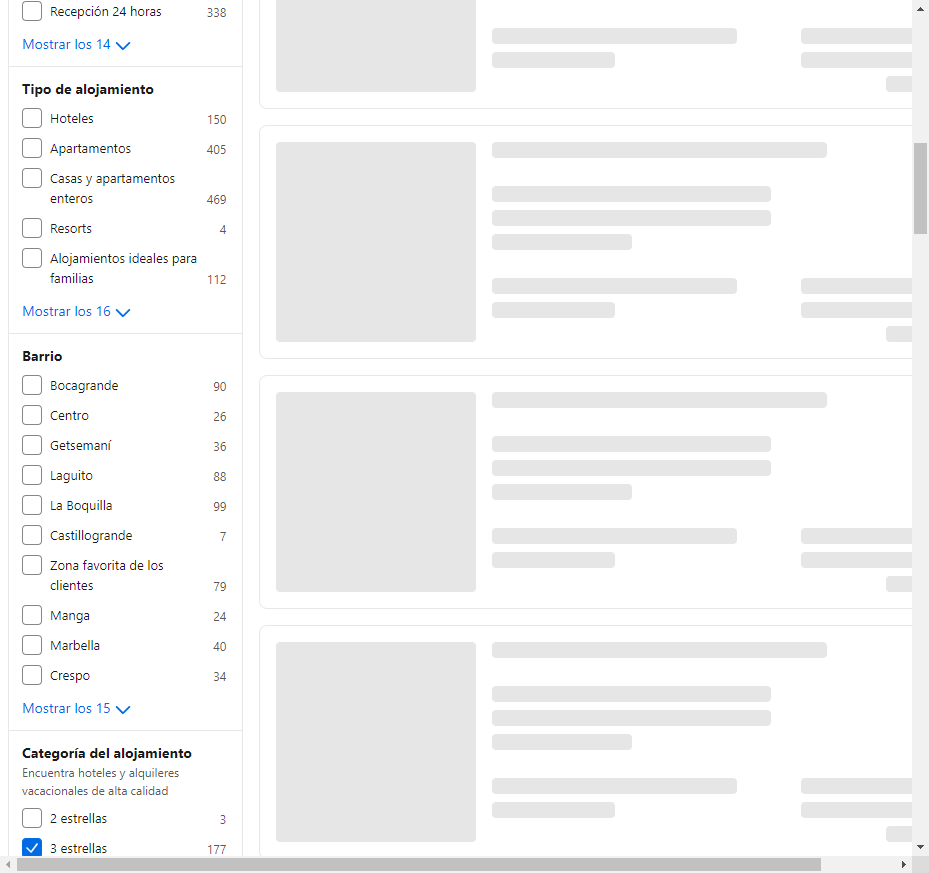 Recepción 24 horas 338
Mostrar los 14
Tipo de alojamiento
Hoteles 150
Apartamentos 405
Casas y apartamentos
enteros 469
Resorts 4
Alojamientos ideales para
familias 112
Mostrar los 16
Barrio
Bocagrande 90
Centro 26
Getsemaní 36
Laguito 88
La Boquilla 99
Castillogrande 7
Zona favorita de los
clientes 79
Manga 24
Marbella 40
Crespo 34
Mostrar los 15
Categoría del alojamiento
Encuentra hoteles y alquileres
vacacionales de alta calidad
2 estrellas 3
3 estrellas 177